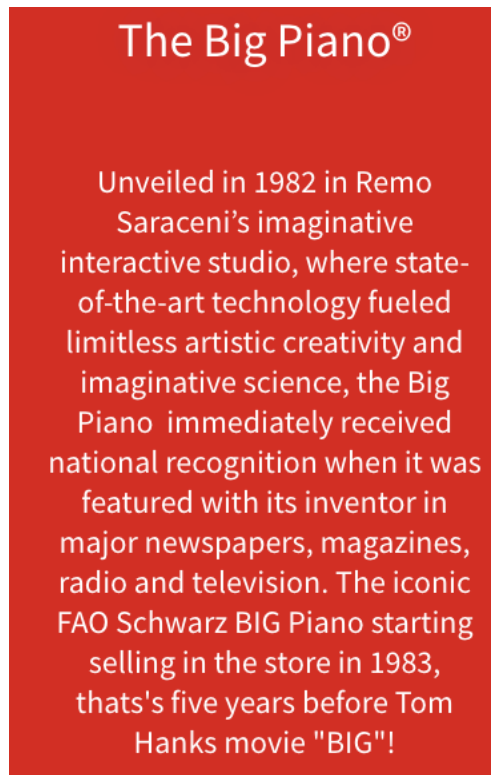 The Big Piano®
Unveiled in 1982 in Remo
Saraceni’s imaginative
interactive studio, where state-
of-the-art technology fueled
limitless artistic creativity and
imaginative science, the Big
Piano  immediately received
national recognition when it was
featured with its inventor in
major newspapers, magazines,
radio and television. The iconic
FAO Schwarz BIG Piano starting
selling in the store in 1983,
thats's five years before Tom
Hanks movie "BIG"!